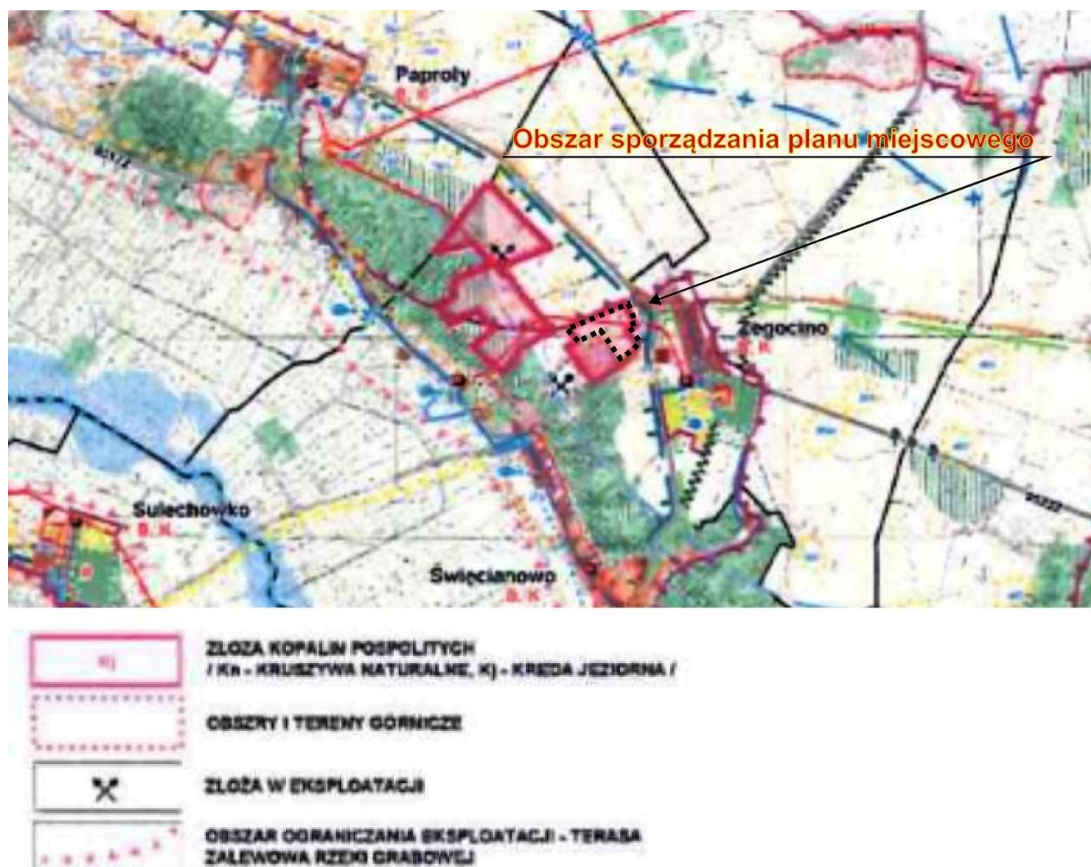 Paproty
B. K.
Obszar sporządzania planu miejscowego
Żegocino
B. K.
Sulechówko
B. K.
Święcianowo
B. K.
Kj
ZŁOŻA KOPALIN POSPOLITYCH
/ Kn - KRUSZYWA NATURALNE, Kj - KREDA JEZIORNA /
OBSZRY I TERENY GÓRNICZE
ZŁOŻA W EKSPLOATACJI
OBSZAR OGRANICZANIA EKSPLOATACJI - TERASA
ZALEWOWA RZEKI GRABOWEJ